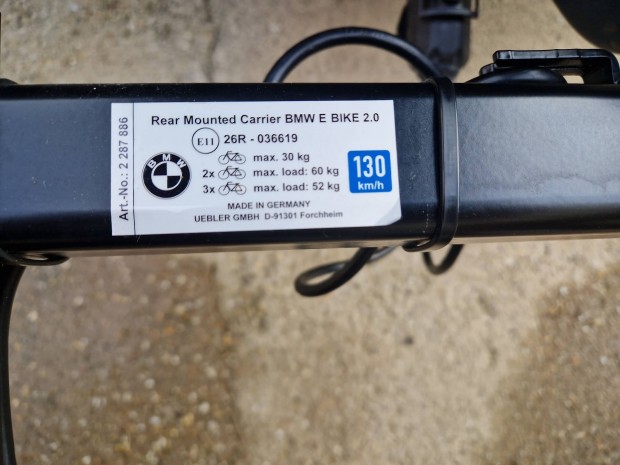 Rear Mounted Carrier BMW E BIKE 2.0
E11 26R - 036619
max. 30 kg
2x max. load: 60 kg
3x max. load: 52 kg
130
km/h
MADE IN GERMANY
UEBLER GMBH D-91301 Forchheim
BMW
Art.-No.: 2 287 886